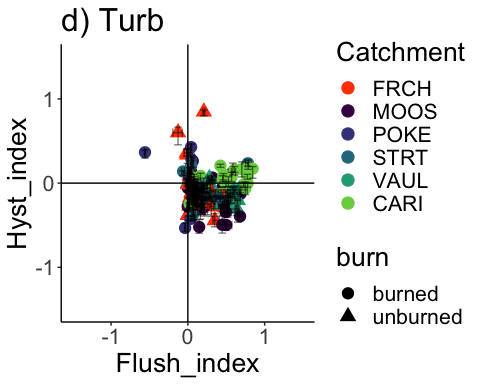 d) Turb
Hyst_index
1
0
-1
-1
0
1
Flush_index
Catchment
FRCH
MOOS
POKE
STRT
VAUL
CARI
burn
burned
unburned